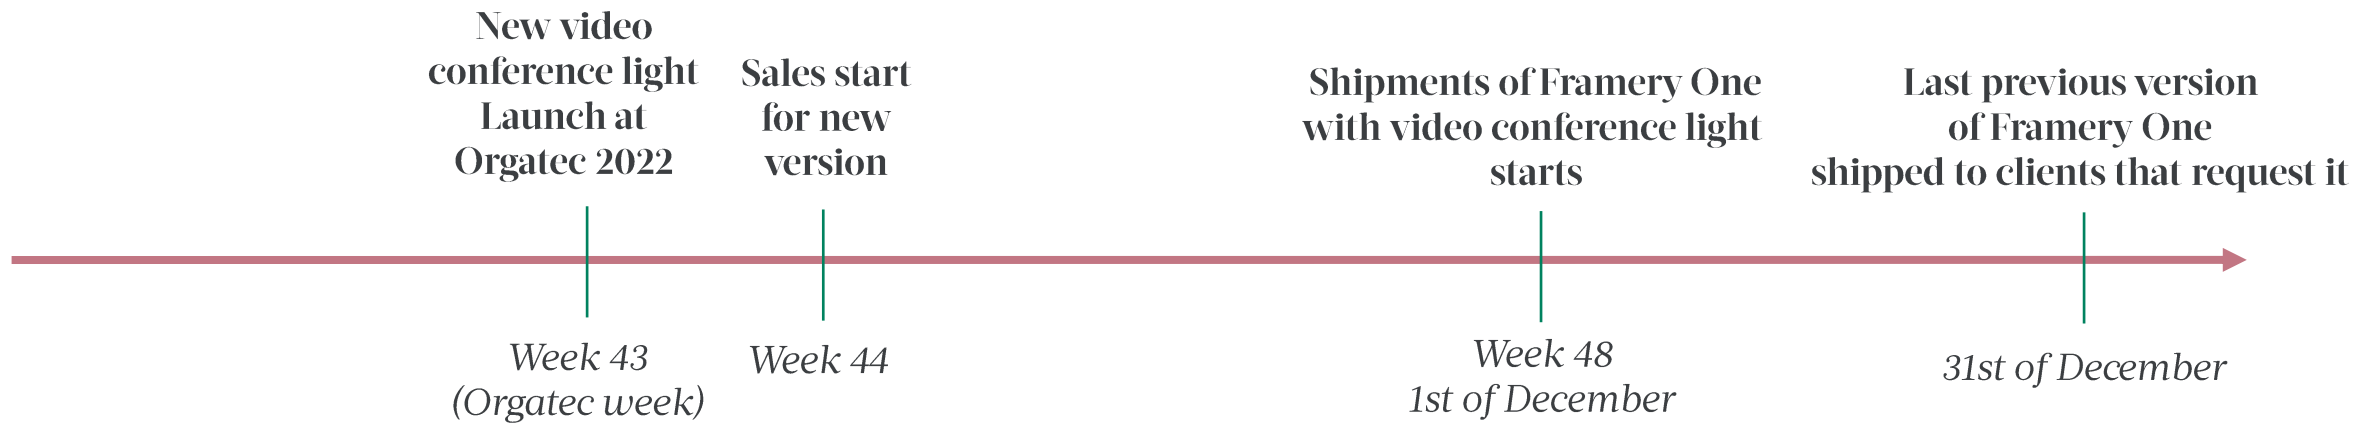 New video
conference light
Launch at
Orgatec 2022
Sales start
for new
version
Shipments of Framery One
with video conference light
starts
Last previous version
of Framery One
shipped to clients that request it
Week 43
(Orgatec week)
Week 44
Week 48
1st of December
31st of December